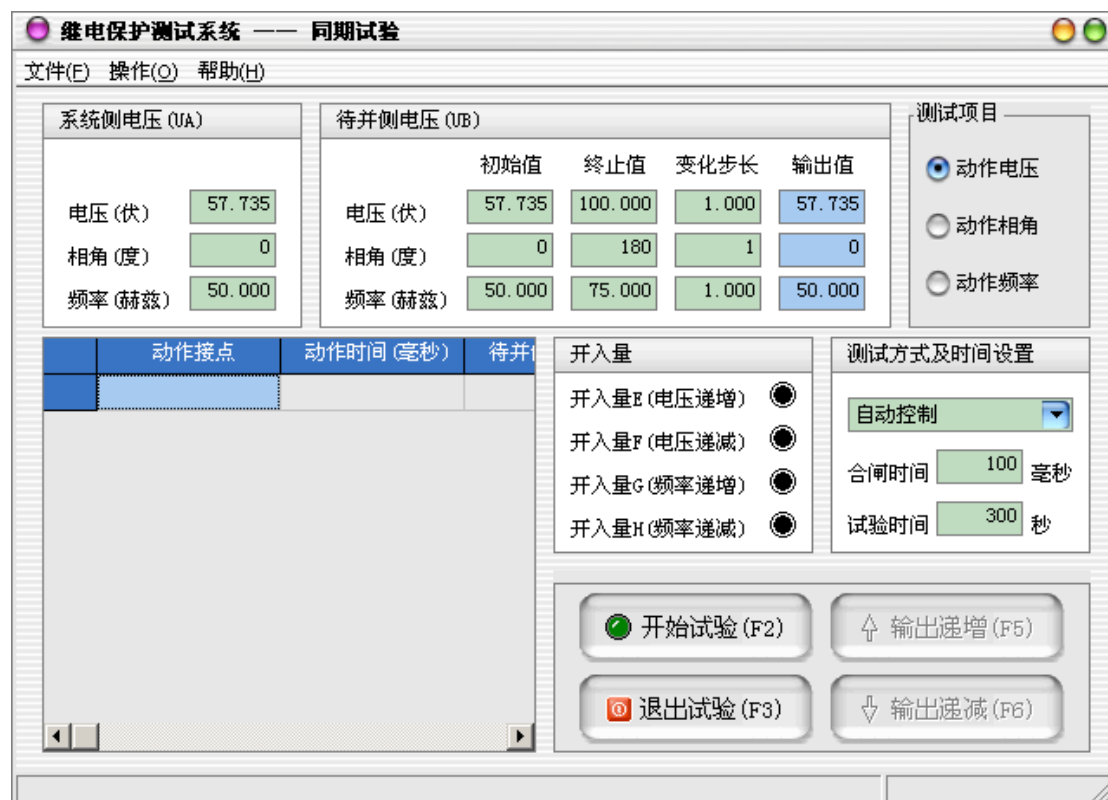 继电保护测试系统 —— 同期试验
文件(F) 操作(O) 帮助(H)
系统侧电压(UA)
电压(伏) 57.735
相角(度) 0
频率(赫兹) 50.000
待并侧电压(UB)
初始值 终止值 变化步长 输出值
电压(伏) 57.735 100.000 1.000 57.735
相角(度) 0 180 1 0
频率(赫兹) 50.000 75.000 1.000 50.000
测试项目
动作电压
动作相角
动作频率
动作接点 动作时间(毫秒) 待并
开入量
开入量E(电压递增)
开入量F(电压递减)
开入量G(频率递增)
开入量H(频率递减)
测试方式及时间设置
自动控制
合闸时间 100 毫秒
试验时间 300 秒
开始试验(F2) 输出递增(F5)
退出试验(F3) 输出递减(F6)